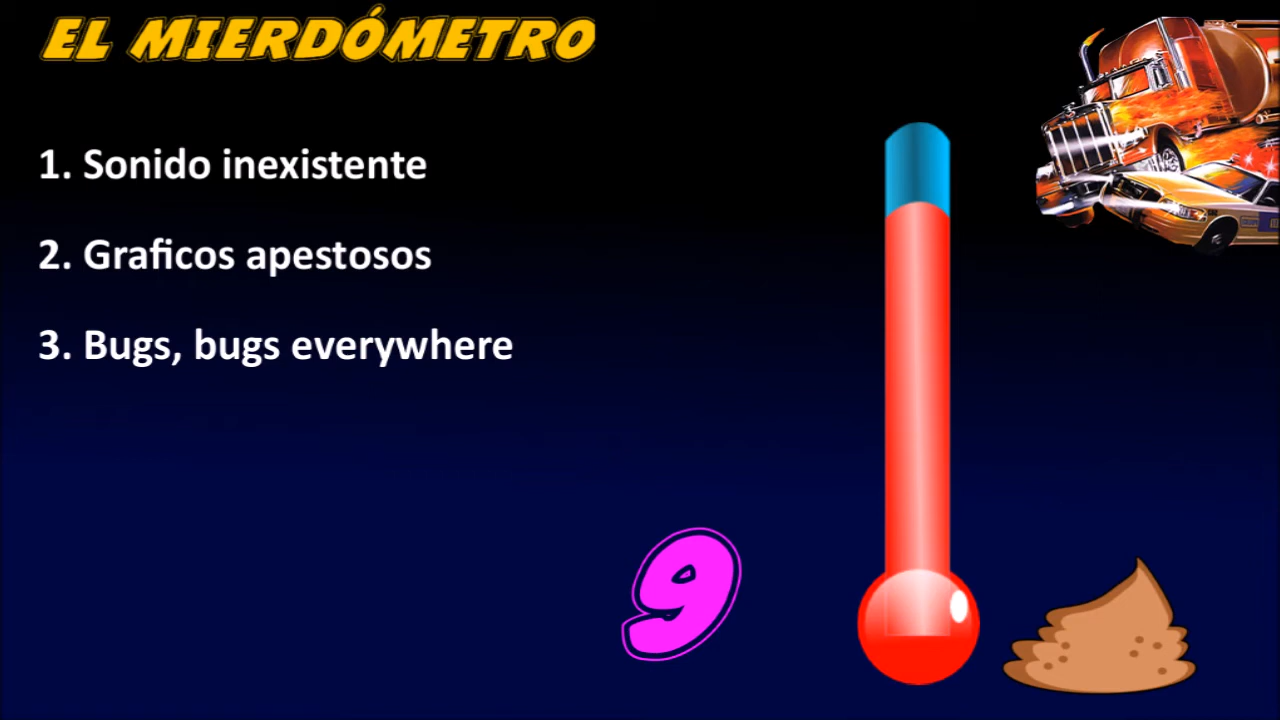 EL MIERDÓMETRO
1. Sonido inexistente
2. Graficos apestosos
3. Bugs, bugs everywhere
9